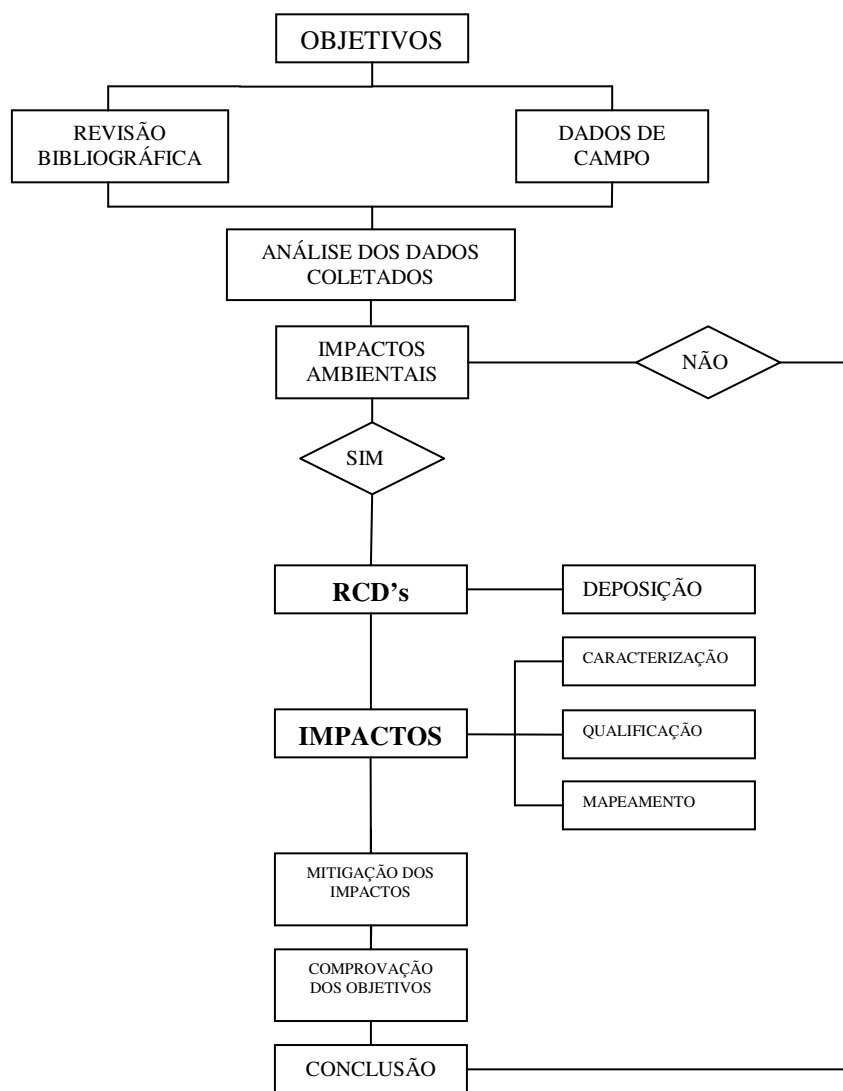 OBJETIVOS
REVISÃO
BIBLIOGRÁFICA
DADOS DE
CAMPO
ANÁLISE DOS DADOS
COLETADOS
IMPACTOS
AMBIENTAIS
NÃO
SIM
RCD's
DEPOSIÇÃO
CARACTERIZAÇÃO
IMPACTOS
QUALIFICAÇÃO
MAPEAMENTO
MITIGAÇÃO DOS
IMPACTOS
COMPROVAÇÃO
DOS OBJETIVOS
CONCLUSÃO